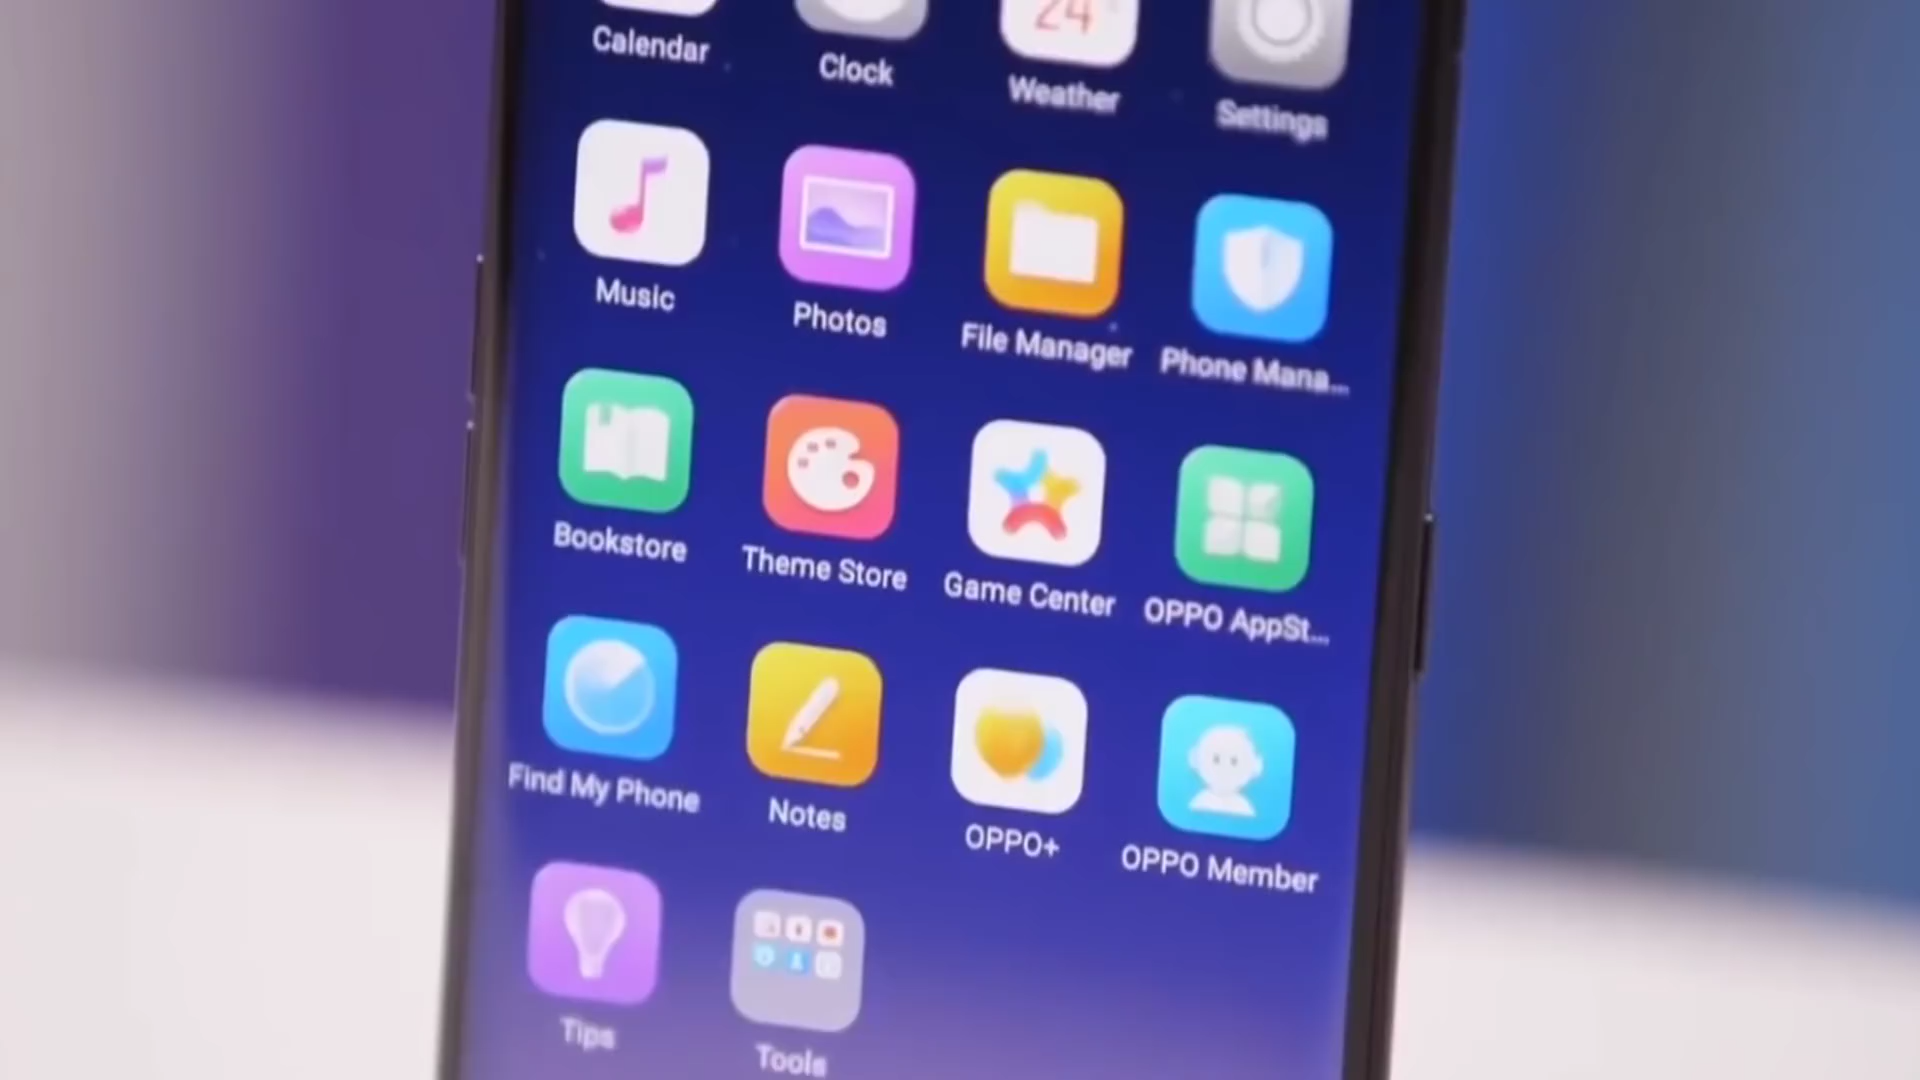 24°
Calendar
Clock
Weather
Settings
Music
Photos
File Manager
Phone Mana...
Bookstore
Theme Store
Game Center
OPPO AppSt...
Find My Phone
Notes
OPPO+
OPPO Member
Tips
Tools